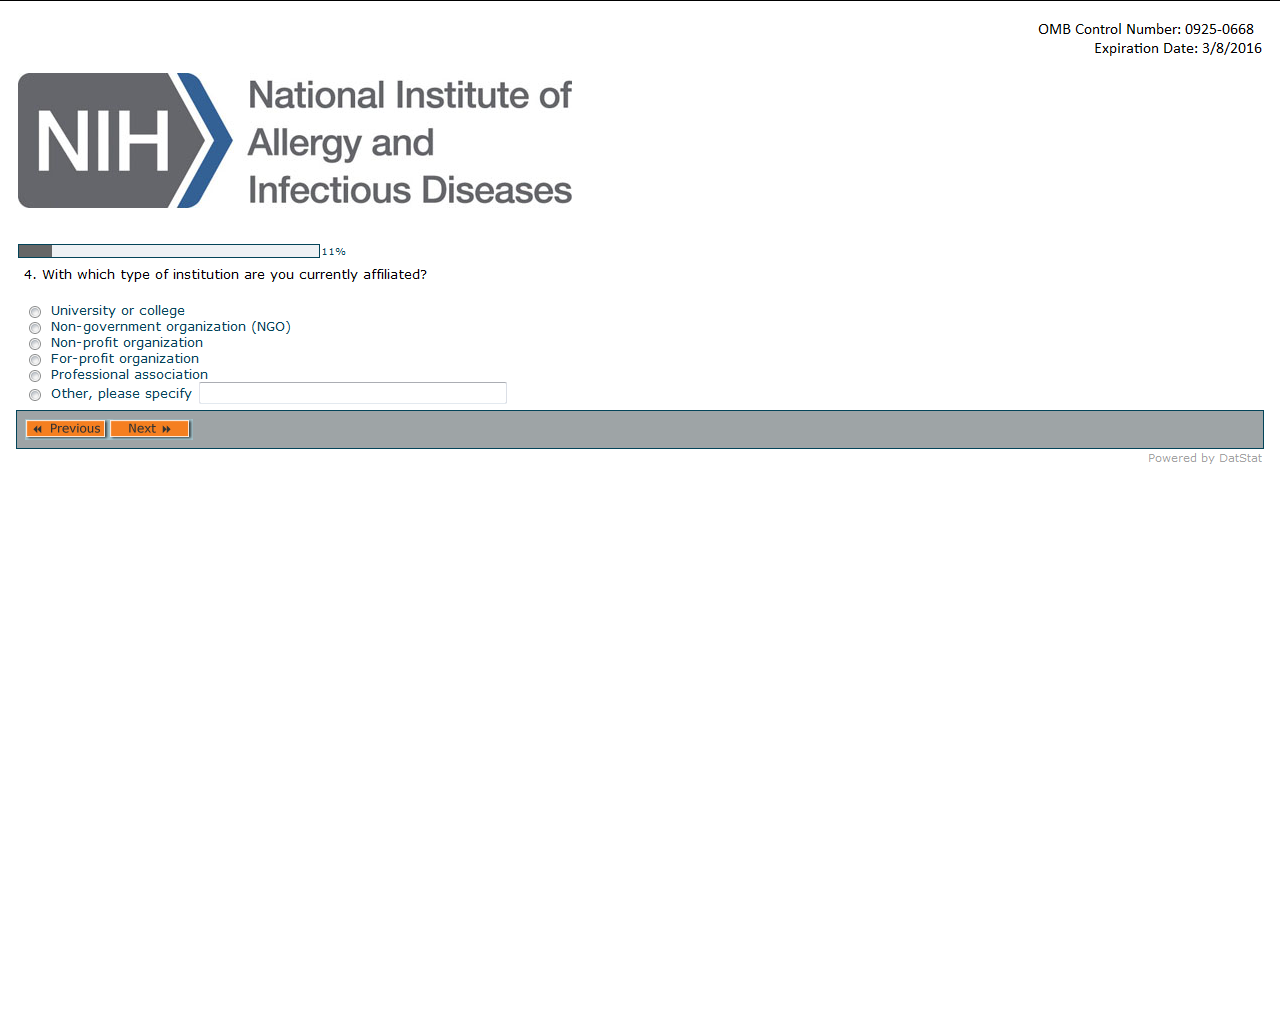 OMB Control Number: 0925-0668
Expiration Date: 3/8/2016
NIH
National Institute of
Allergy and
Infectious Diseases
11%
4. With which type of institution are you currently affiliated?
University or college
Non-government organization (NGO)
Non-profit organization
For-profit organization
Professional association
Other, please specify
Previous Next
Powered by DatStat